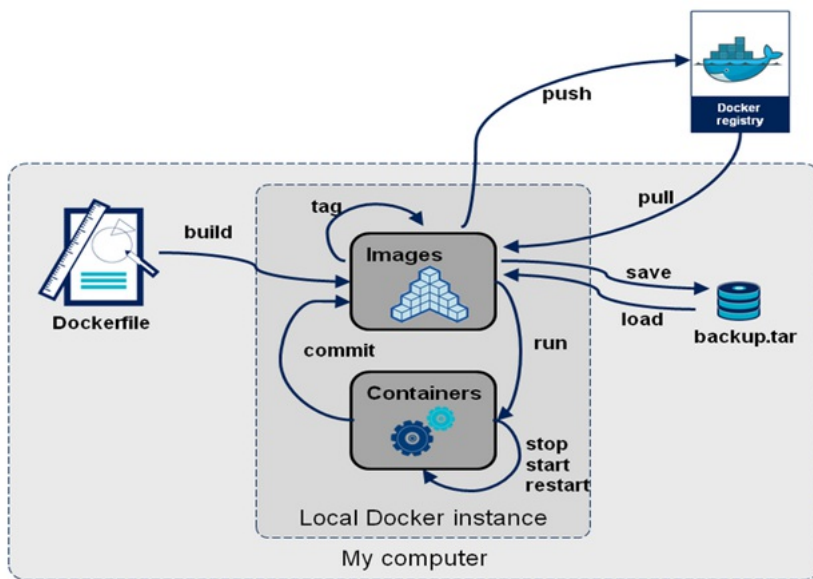 Docker
registry
push
pull
tag
build
Images
Dockerfile
save
load
backup.tar
commit
run
Containers
stop
start
restart
Local Docker instance
My computer